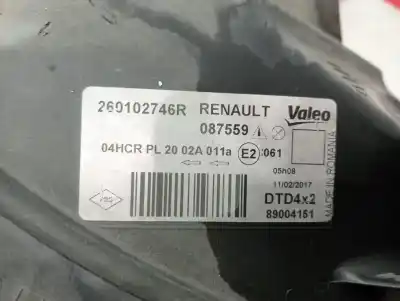 260102746R RENAULT Valeo
087559
04HCR PL 20 02A 011a E2 :061
05h08
11/02/2017
DTD4x2
89004151
MADE IN ROMANIA